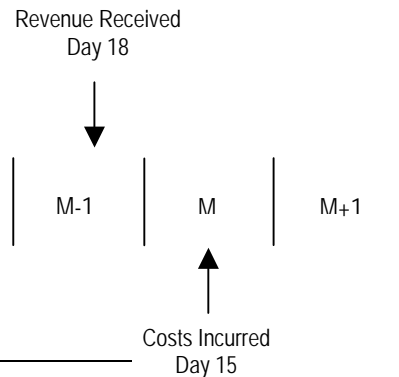 Revenue Received
Day 18
M-1
M
M+1
Costs Incurred
Day 15